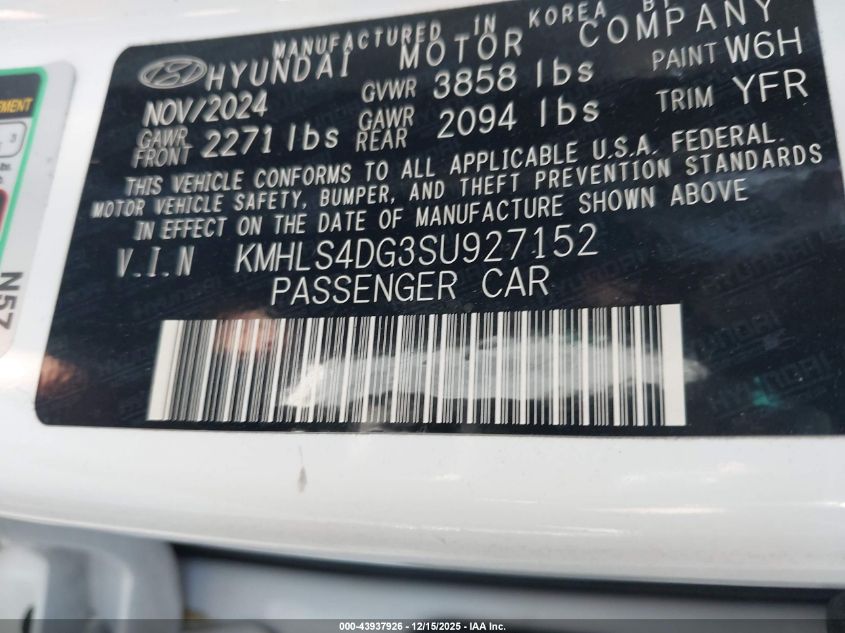 MANUFACTURED IN KOREA BY
HYUNDAI MOTOR COMPANY
NOV/2024 GVWR 3858 lbs PAINT W6H
GAWR FRONT 2271 lbs GAWR REAR 2094 lbs TRIM YFR
THIS VEHICLE CONFORMS TO ALL APPLICABLE U.S.A. FEDERAL
MOTOR VEHICLE SAFETY, BUMPER, AND THEFT PREVENTION STANDARDS
IN EFFECT ON THE DATE OF MANUFACTURE SHOWN ABOVE
V.I.N KMHLS4DG3SU927152
PASSENGER CAR
N57
000-43937926 - 12/15/2025 - IAA Inc.